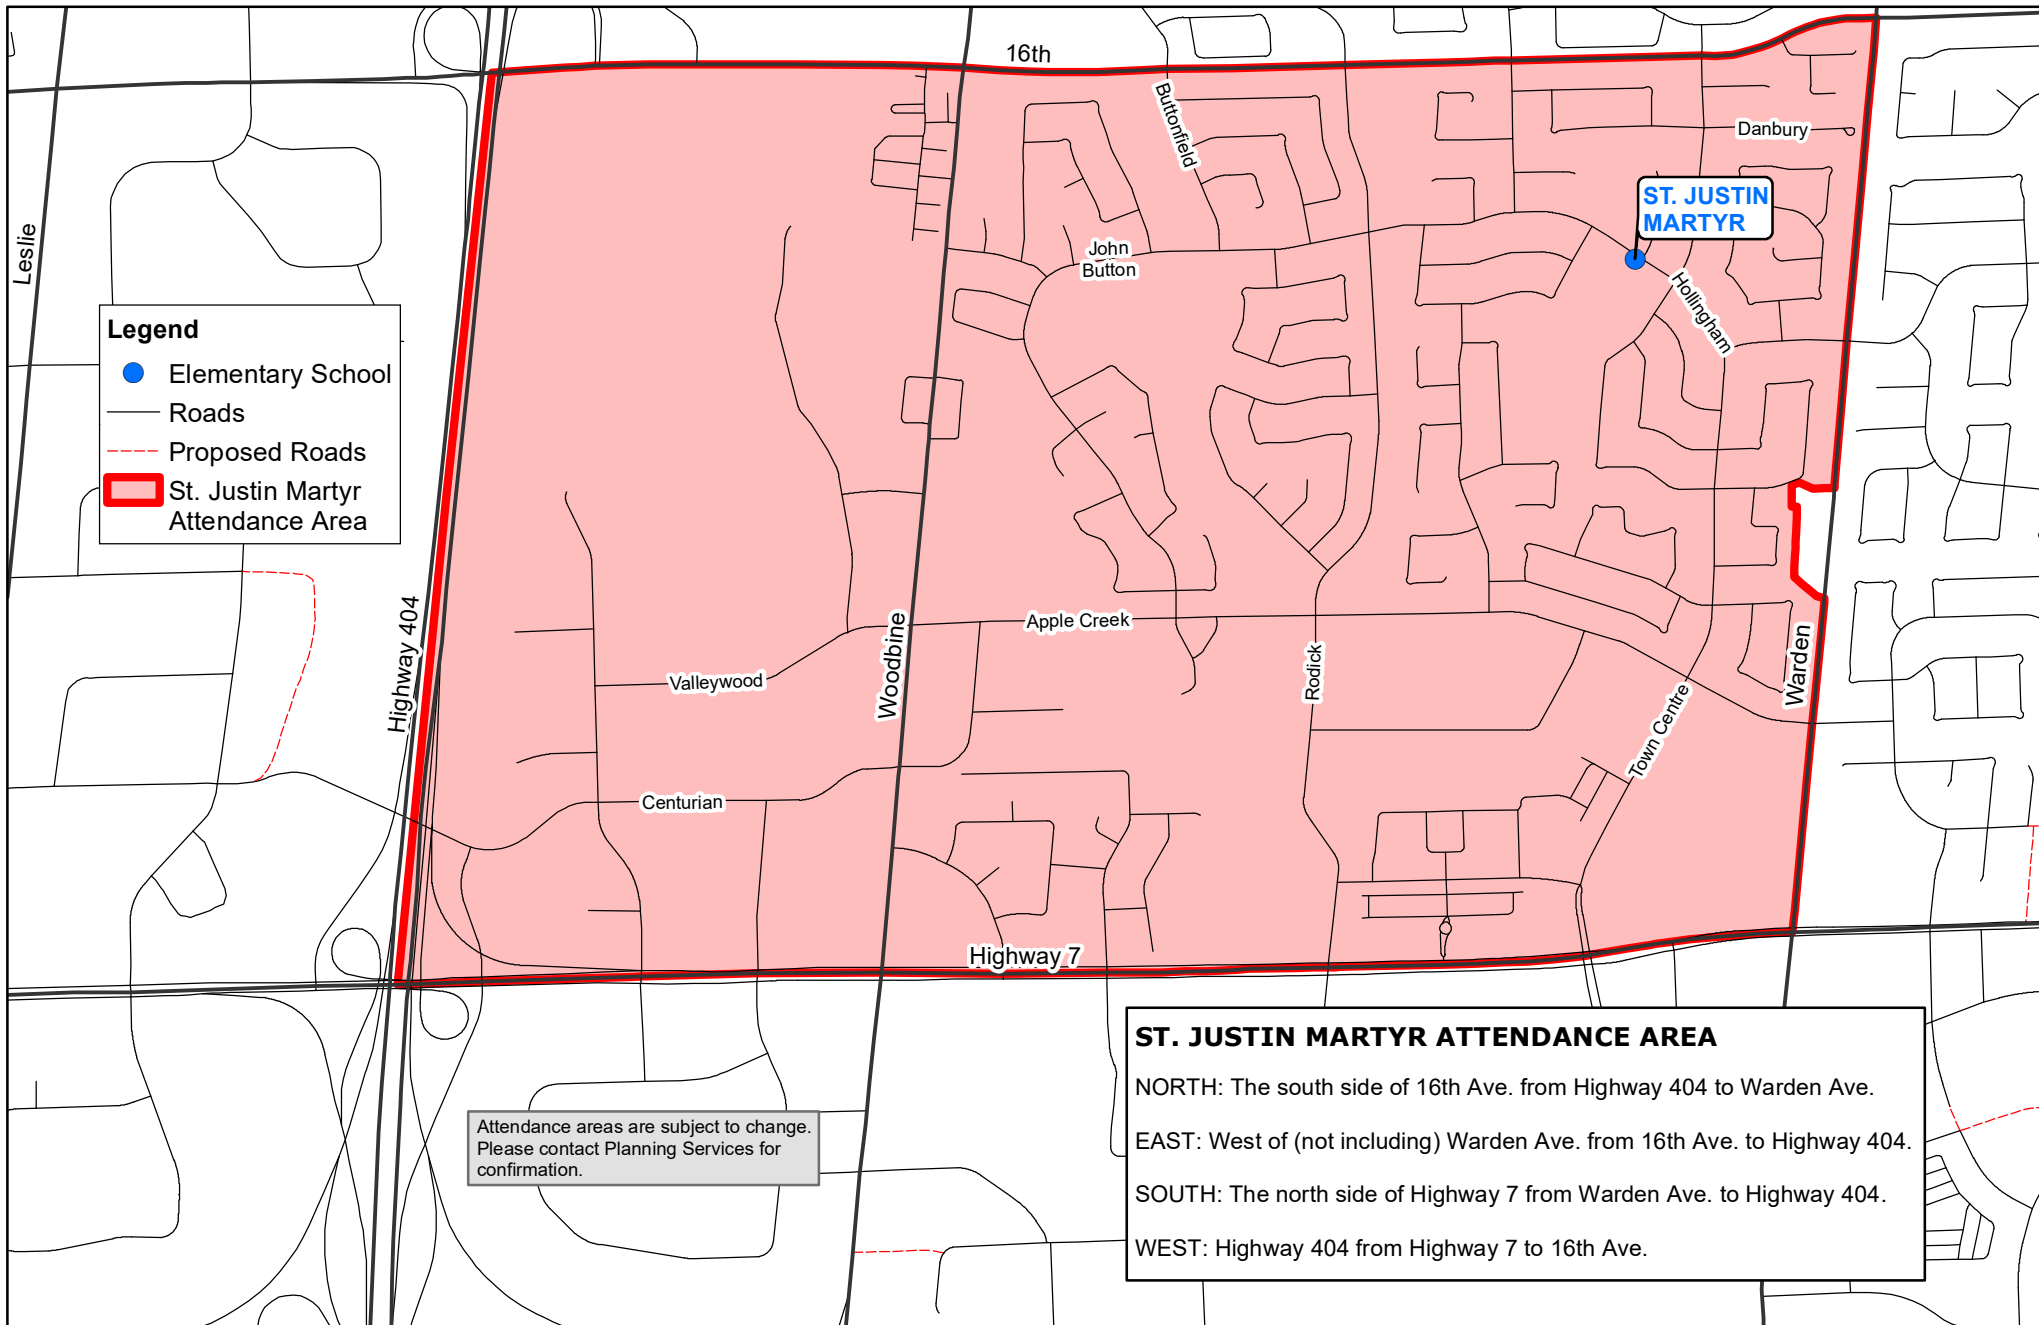 16th
Buttonfield
Danbury
ST. JUSTIN
MARTYR
Leslie
John
Button
Hollingham
Legend
Elementary School
Roads
Proposed Roads
St. Justin Martyr
Attendance Area
Highway 404
Woodbine
Apple Creek
Rodick
Warden
Valleywood
Town Centre
Centurian
Highway 7
ST. JUSTIN MARTYR ATTENDANCE AREA
NORTH: The south side of 16th Ave. from Highway 404 to Warden Ave.
EAST: West of (not including) Warden Ave. from 16th Ave. to Highway 404.
SOUTH: The north side of Highway 7 from Warden Ave. to Highway 404.
WEST: Highway 404 from Highway 7 to 16th Ave.
Attendance areas are subject to change.
Please contact Planning Services for
confirmation.